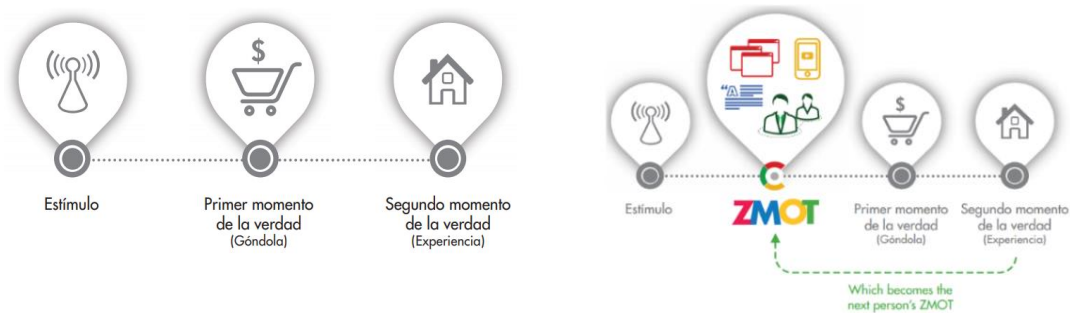 $
Estímulo
Primer momento
de la verdad
(Góndola)
Segundo momento
de la verdad
(Experiencia)
"A
$
ZMOT
Estímulo
Primer momento
de la verdad
(Góndola)
Segundo momento
de la verdad
(Experiencia)
Which becomes the
next person's ZMOT